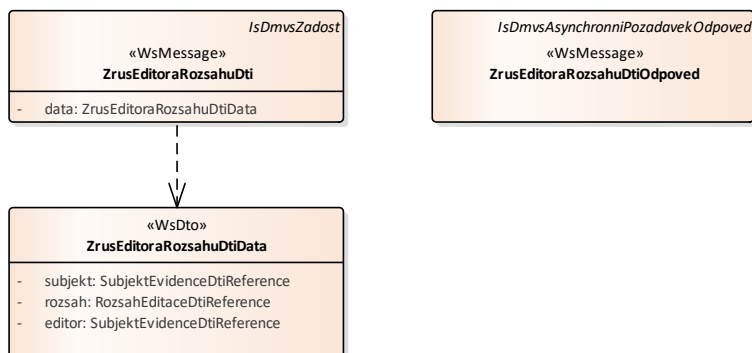 IsDmvsZadost
«WsMessage»
ZrusEditoraRozsahuDti
- data: ZrusEditoraRozsahuDtiData
IsDmvsAsynchronniPozadavekOdpoved
«WsMessage»
ZrusEditoraRozsahuDtiOdpoved
«WsDto»
ZrusEditoraRozsahuDtiData
- subjekt: SubjektEvidenceDtiReference
- rozsah: RozsahEditaceDtiReference
- editor: SubjektEvidenceDtiReference